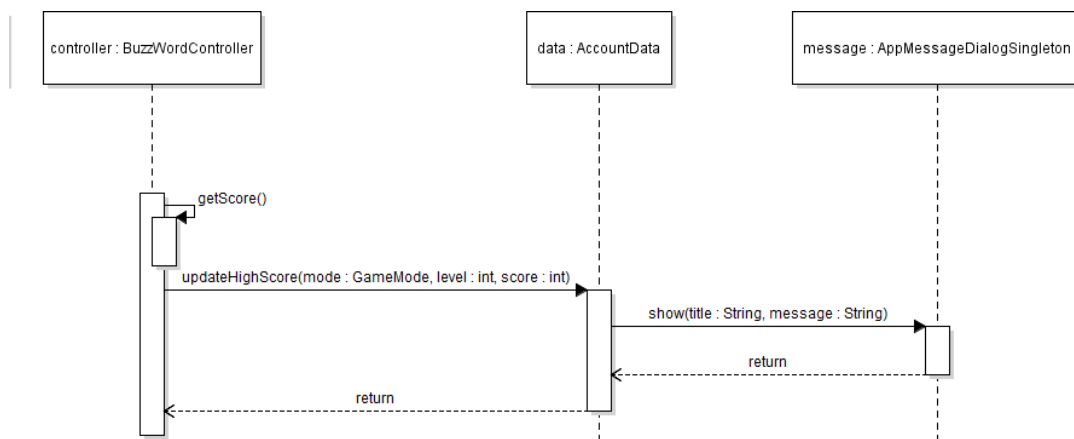 controller : BuzzWordController
data : AccountData
message : AppMessageDialogSingleton
getScore()
updateHighScore(mode : GameMode, level : int, score : int)
show(title : String, message : String)
return
return